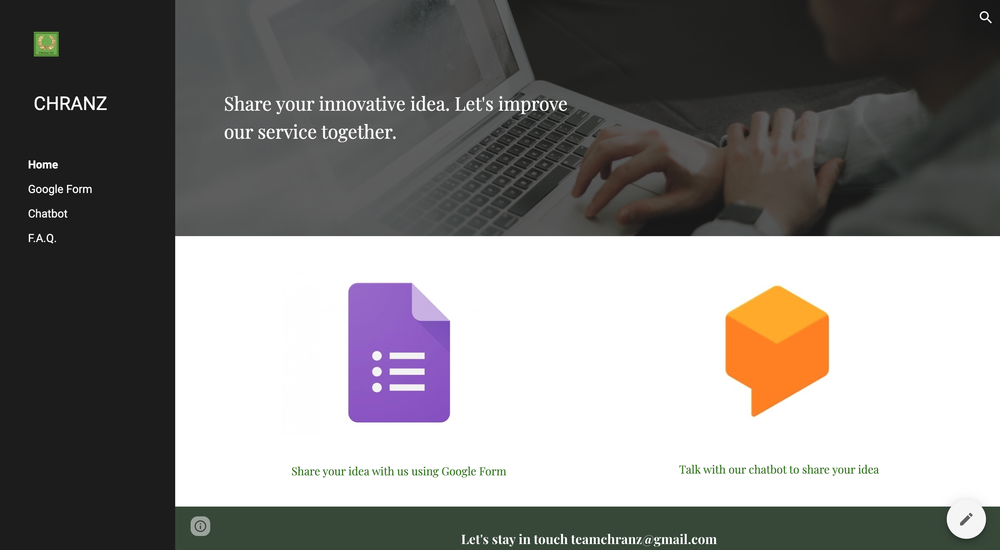 Chranz AG
CHRANZ
Home
Google Form
Chatbot
F.A.Q.
Share your innovative idea. Let's improve
our service together.
Share your idea with us using Google Form
Talk with our chatbot to share your idea
Let's stay in touch teamchranz@gmail.com